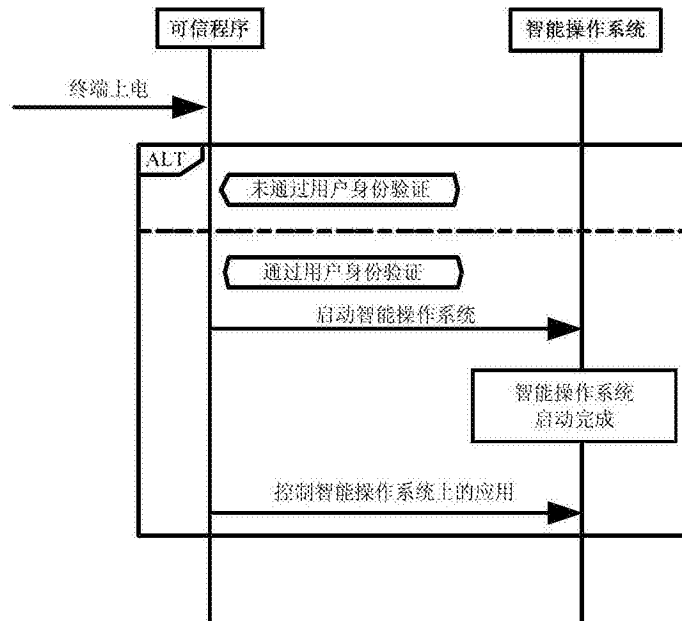 可信程序
智能操作系统
终端上电
ALT
未通过用户身份验证
通过用户身份验证
启动智能操作系统
智能操作系统
启动完成
控制智能操作系统上的应用